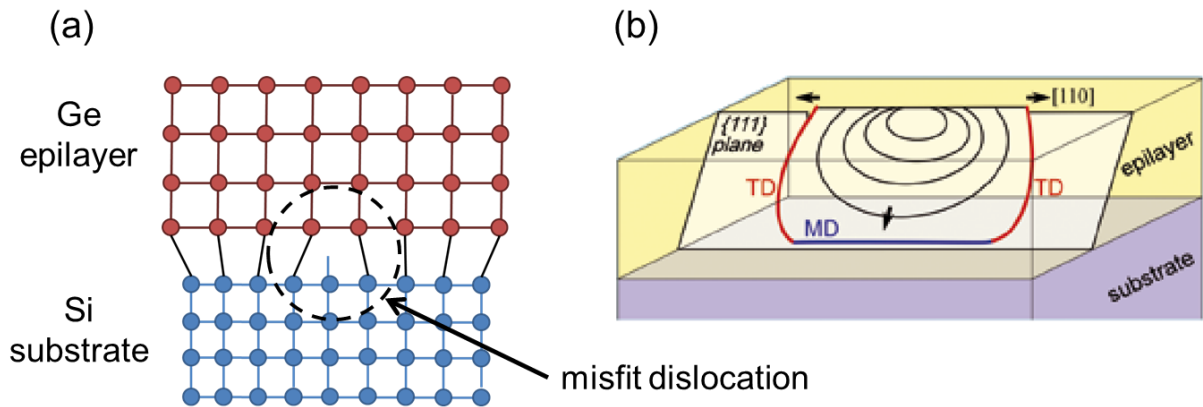 (a)
Ge
epilayer
Si
substrate
misfit dislocation
(b)
[110]
{111}
plane
TD
TD
MD
epilayer
substrate